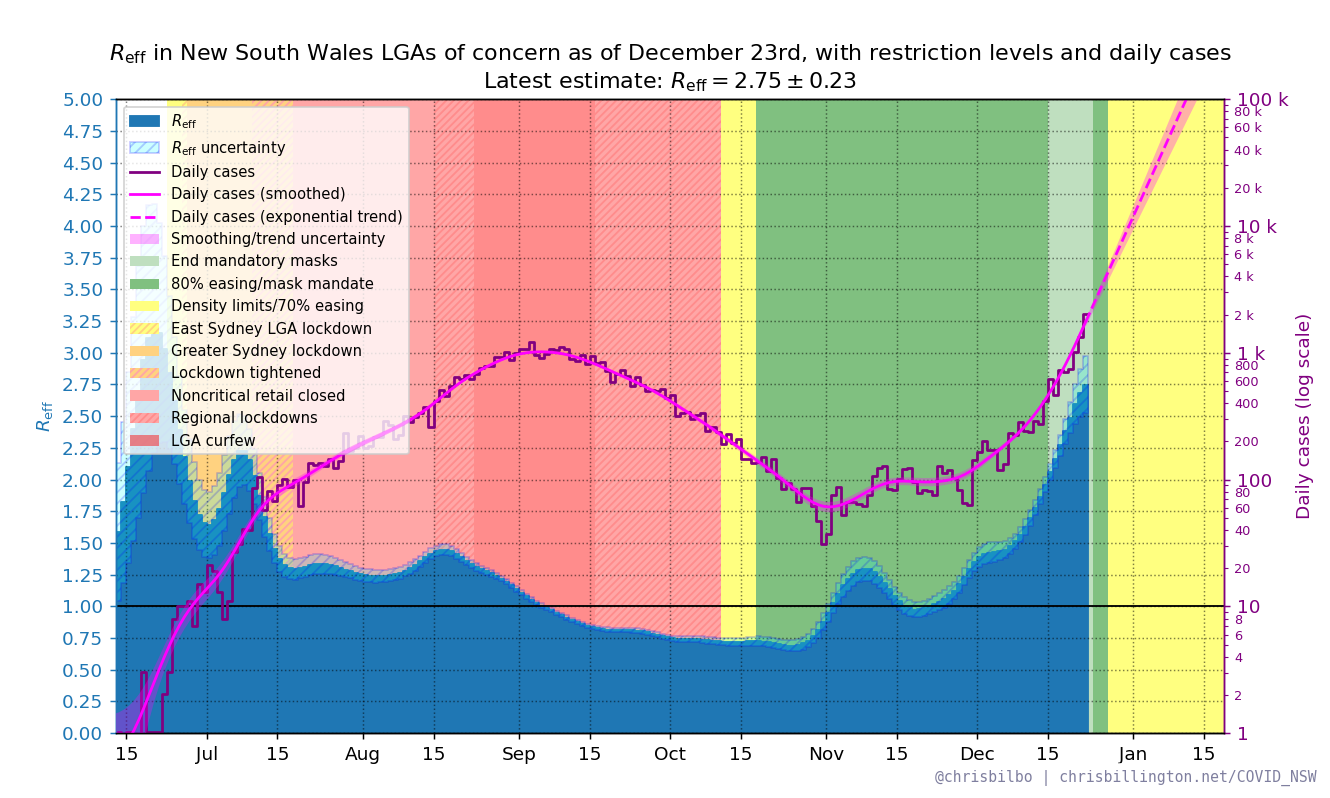 Reff in New South Wales LGAs of concern as of December 23rd, with restriction levels and daily cases
Latest estimate: Reff = 2.75 ± 0.23
Reff
Reff uncertainty
Daily cases
Daily cases (smoothed)
Daily cases (exponential trend)
Smoothing/trend uncertainty
End mandatory masks
80% easing/mask mandate
Density limits/70% easing
East Sydney LGA lockdown
Greater Sydney lockdown
Lockdown tightened
Noncritical retail closed
Regional lockdowns
LGA curfew
Reff
5.00
4.75
4.50
4.25
4.00
3.75
3.50
3.25
3.00
2.75
2.50
2.25
2.00
1.75
1.50
1.25
1.00
0.75
0.50
0.25
0.00
15 Jul 15 Aug 15 Sep 15 Oct 15 Nov 15 Dec 15 Jan 15
100 k
80 k
60 k
40 k
20 k
10 k
8 k
6 k
4 k
2 k
1 k
800
600
400
200
100
80
60
40
20
10
8
6
4
2
1
Daily cases (log scale)
@chrisbilbo | chrisbillington.net/COVID_NSW